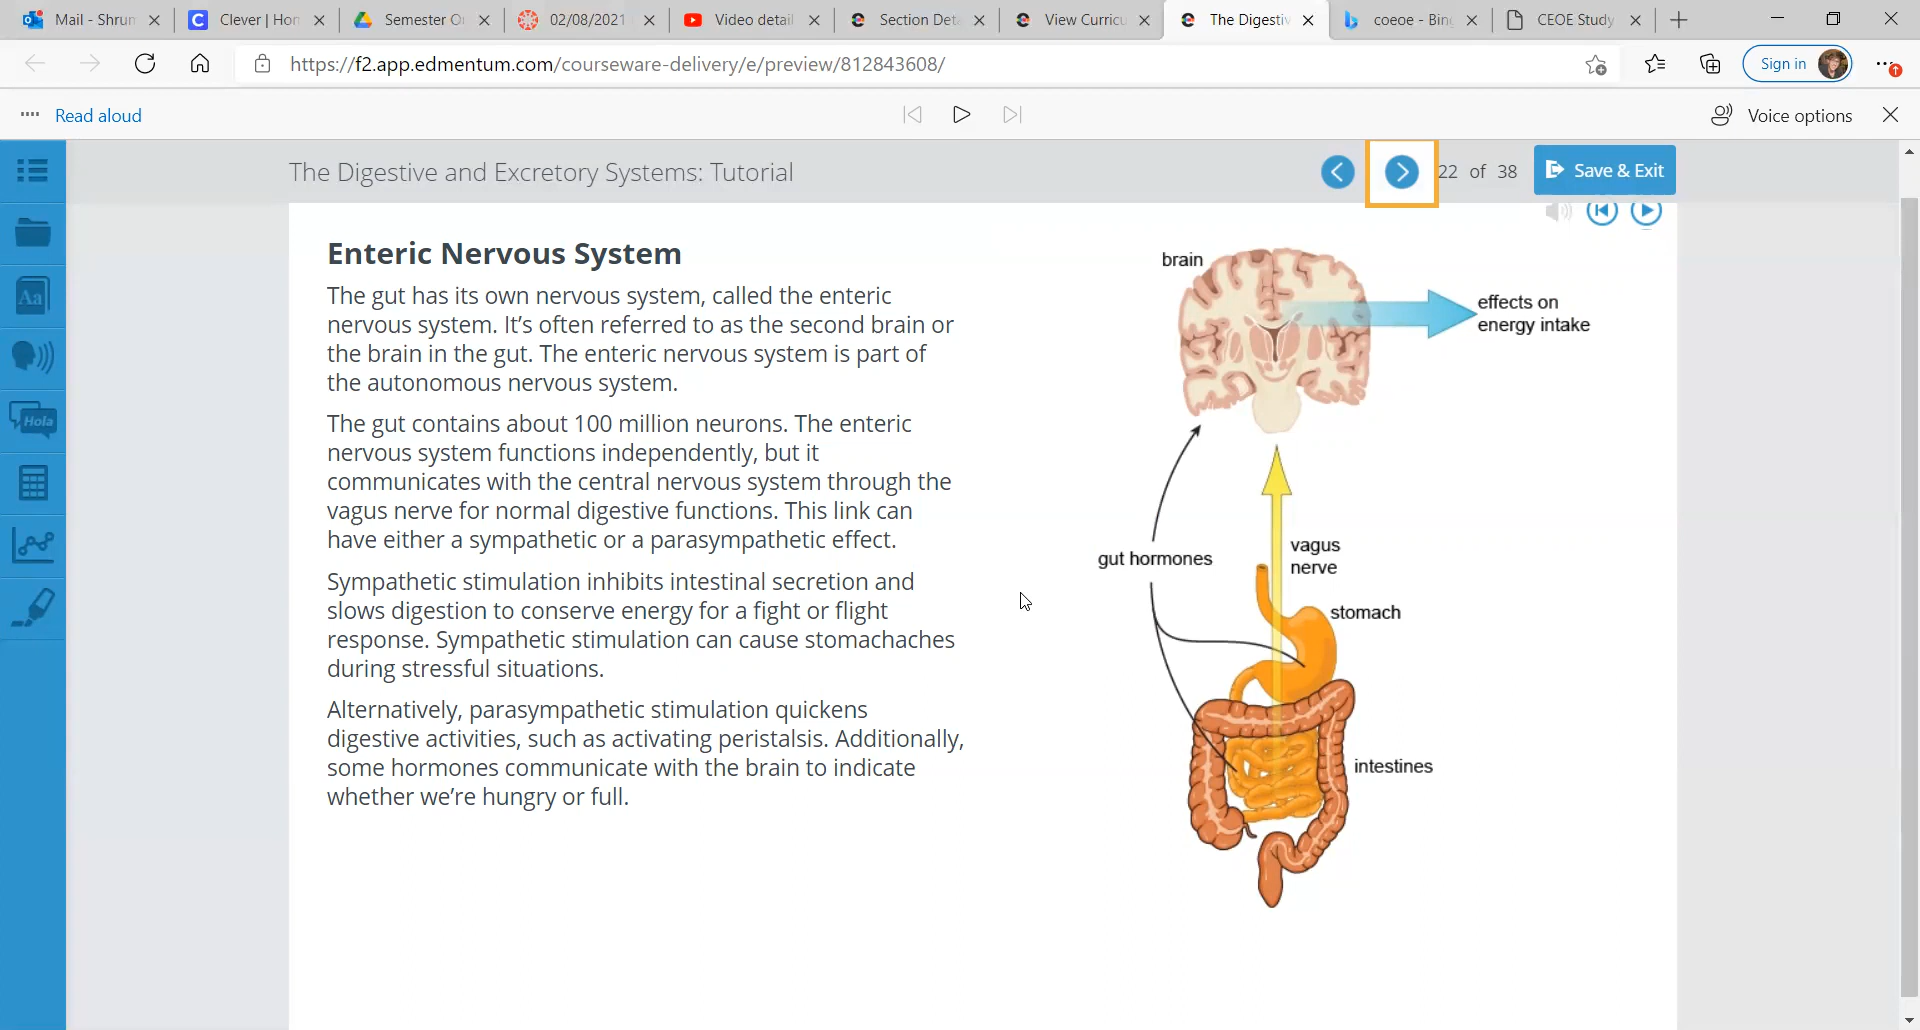 Mail - Shrun
Clever | Hon
Semester O
02/08/2021
Video detail
Section Deta
View Curricu
The Digestiv
coeoe - Bing
CEOE Study
https://f2.app.edmentum.com/courseware-delivery/e/preview/812843608/
Sign in
Read aloud
Voice options
The Digestive and Excretory Systems: Tutorial
22 of 38
Save & Exit
Aa
Hola
Enteric Nervous System
The gut has its own nervous system, called the enteric
nervous system. It’s often referred to as the second brain or
the brain in the gut. The enteric nervous system is part of
the autonomous nervous system.
The gut contains about 100 million neurons. The enteric
nervous system functions independently, but it
communicates with the central nervous system through the
vagus nerve for normal digestive functions. This link can
have either a sympathetic or a parasympathetic effect.
Sympathetic stimulation inhibits intestinal secretion and
slows digestion to conserve energy for a fight or flight
response. Sympathetic stimulation can cause stomachaches
during stressful situations.
Alternatively, parasympathetic stimulation quickens
digestive activities, such as activating peristalsis. Additionally,
some hormones communicate with the brain to indicate
whether we’re hungry or full.
brain
effects on
energy intake
gut hormones
vagus
nerve
stomach
intestines